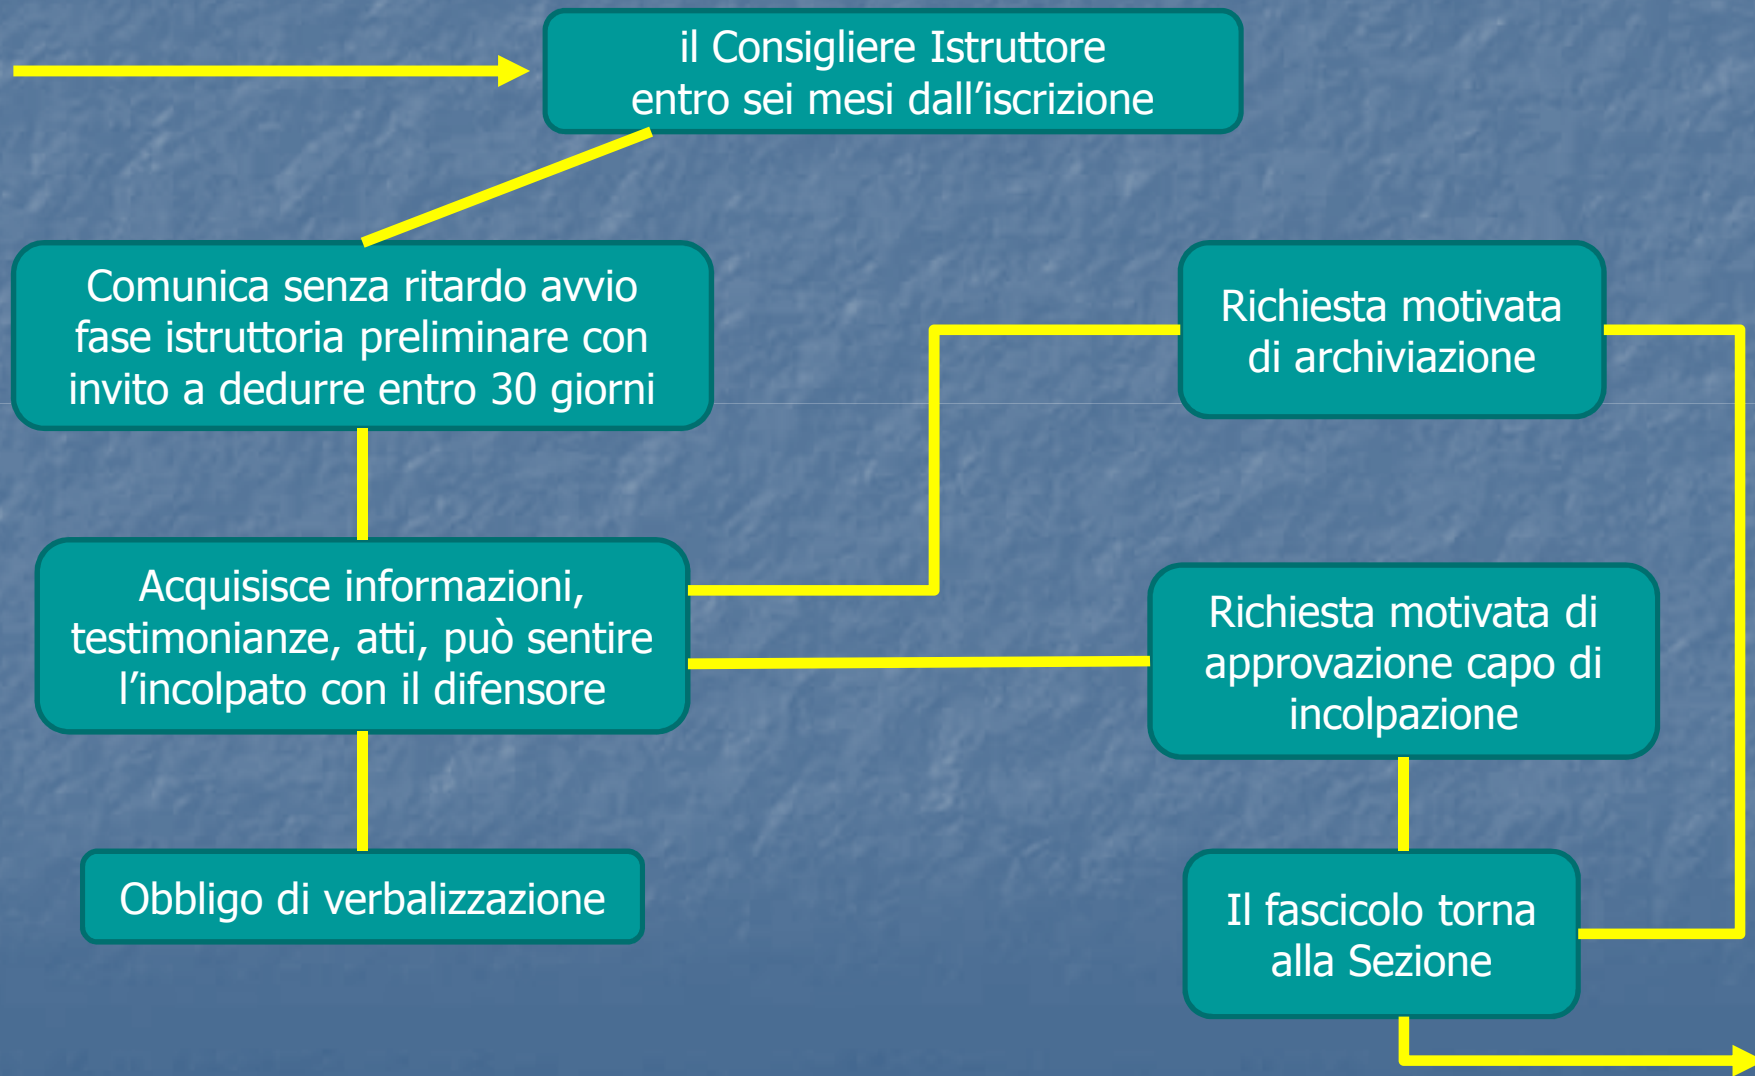 il Consigliere Istruttore
entro sei mesi dall’iscrizione
Comunica senza ritardo avvio
fase istruttoria preliminare con
invito a dedurre entro 30 giorni
Richiesta motivata
di archiviazione
Acquisisce informazioni,
testimonianze, atti, può sentire
l’incolpato con il difensore
Richiesta motivata di
approvazione capo di
incolpazione
Obbligo di verbalizzazione
Il fascicolo torna
alla Sezione